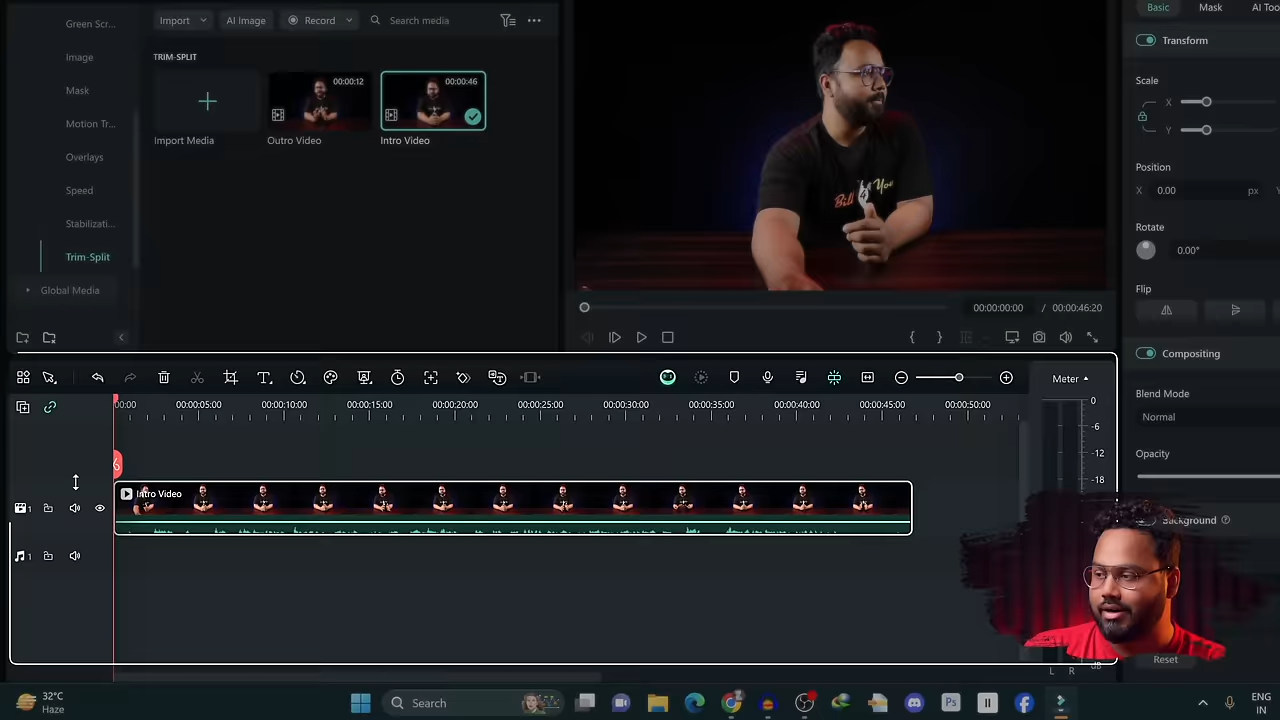 Green Scr...
Image
Mask
Motion Tr...
Overlays
Speed
Stabilizati...
Trim-Split
Global Media
Import
AI Image
Record
Search media
TRIM-SPLIT
00:00:12
00:00:46
Import Media
Outro Video
Intro Video
Bill You
00:00:00:00 / 00:00:46:20
Basic Mask AI Too
Transform
Scale
X
Y
Position
X 0.00 px
Rotate
0.00°
Flip
Compositing
Blend Mode
Normal
Opacity
Background
Reset
Meter
0
-6
-12
-18
dB
L R
00:00 00:00:05:00 00:00:10:00 00:00:15:00 00:00:20:00 00:00:25:00 00:00:30:00 00:00:35:00 00:00:40:00 00:00:45:00 00:00:50:00
Intro Video
1
1
32°C
Haze
Search
Ps
ENG
IN